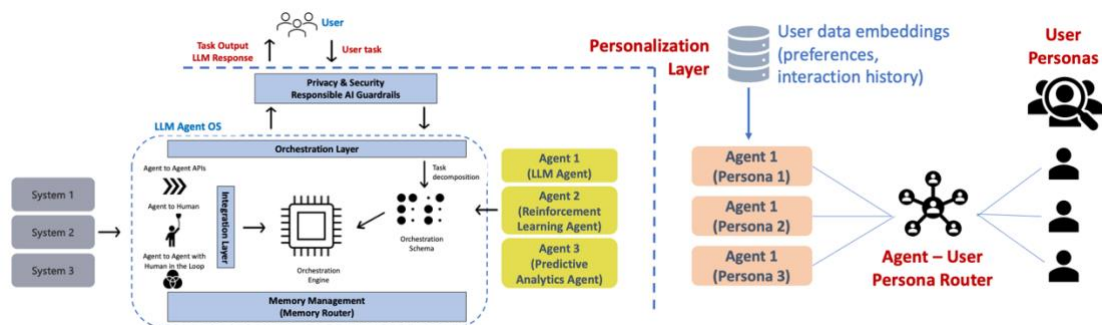 User
Task Output
LLM Response
User task
Privacy & Security
Responsible AI Guardrails
LLM Agent OS
Orchestration Layer
Agent to Agent APIs
Agent to Human
Agent to Agent with
Human in the Loop
Integration Layer
Task
decomposition
Orchestration
Schema
Orchestration
Engine
Memory Management
(Memory Router)
System 1
System 2
System 3
Agent 1
(LLM Agent)
Agent 2
(Reinforcement
Learning Agent)
Agent 3
(Predictive
Analytics Agent)
Personalization
Layer
User data embeddings
(preferences,
interaction history)
User
Personas
Agent 1
(Persona 1)
Agent 1
(Persona 2)
Agent 1
(Persona 3)
Agent – User
Persona Router